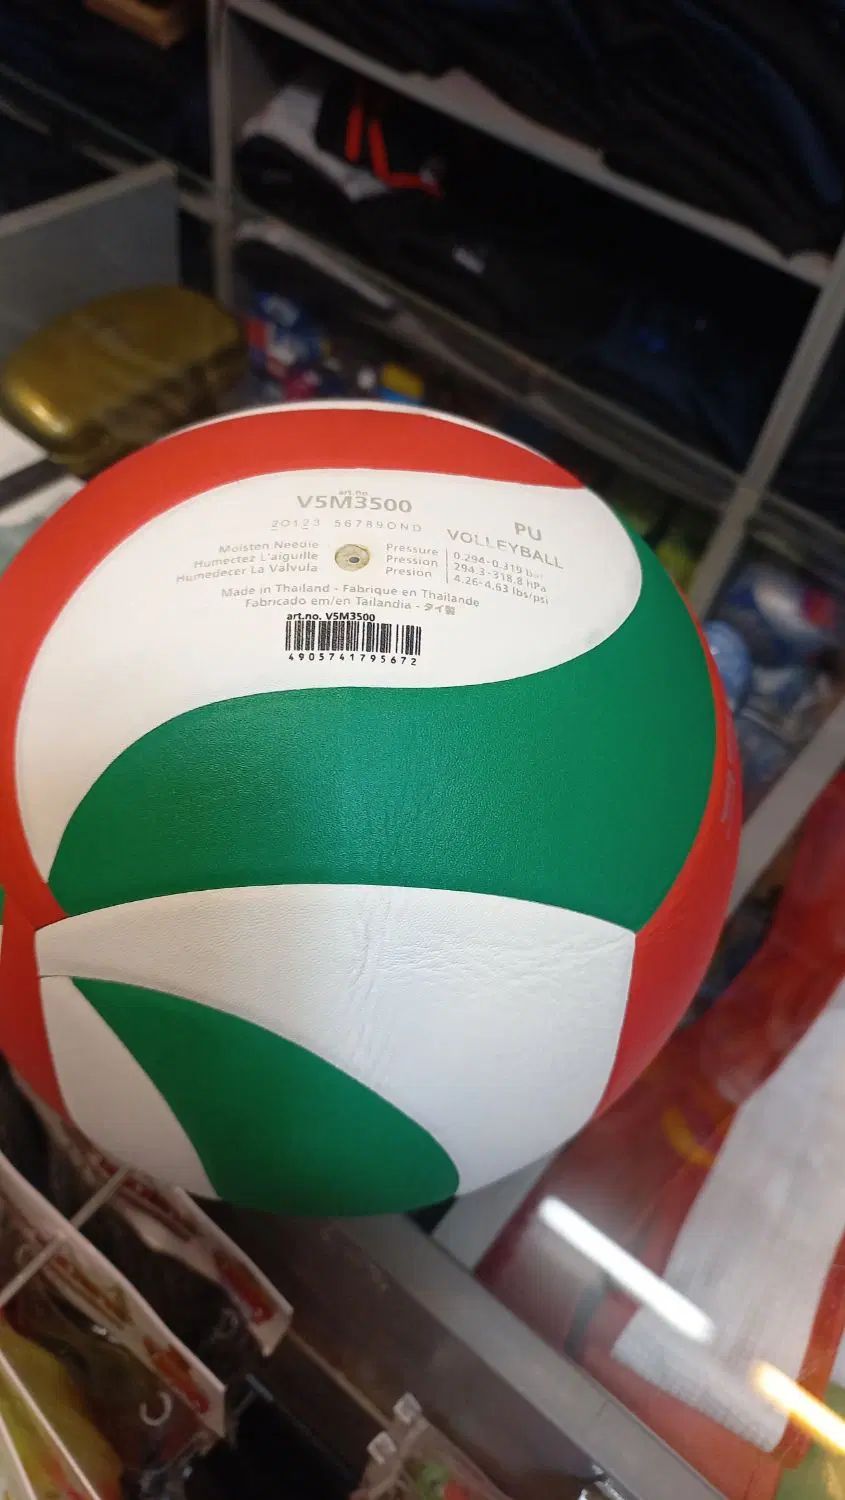 art.no.
V5M3500
20123 56789OND
PU
VOLLEYBALL
Moisten Needle
Humectez L'aiguille
Humedecer La Valvula
Pressure
Pression
Presion
0.294-0.319 bar
294.3-318.8 hPa
4.26-4.63 lbs/psi
Made in Thailand - Fabrique en Thailande
Fabricado em/en Tailandia - タイ製
art.no. V5M3500
4905741795672